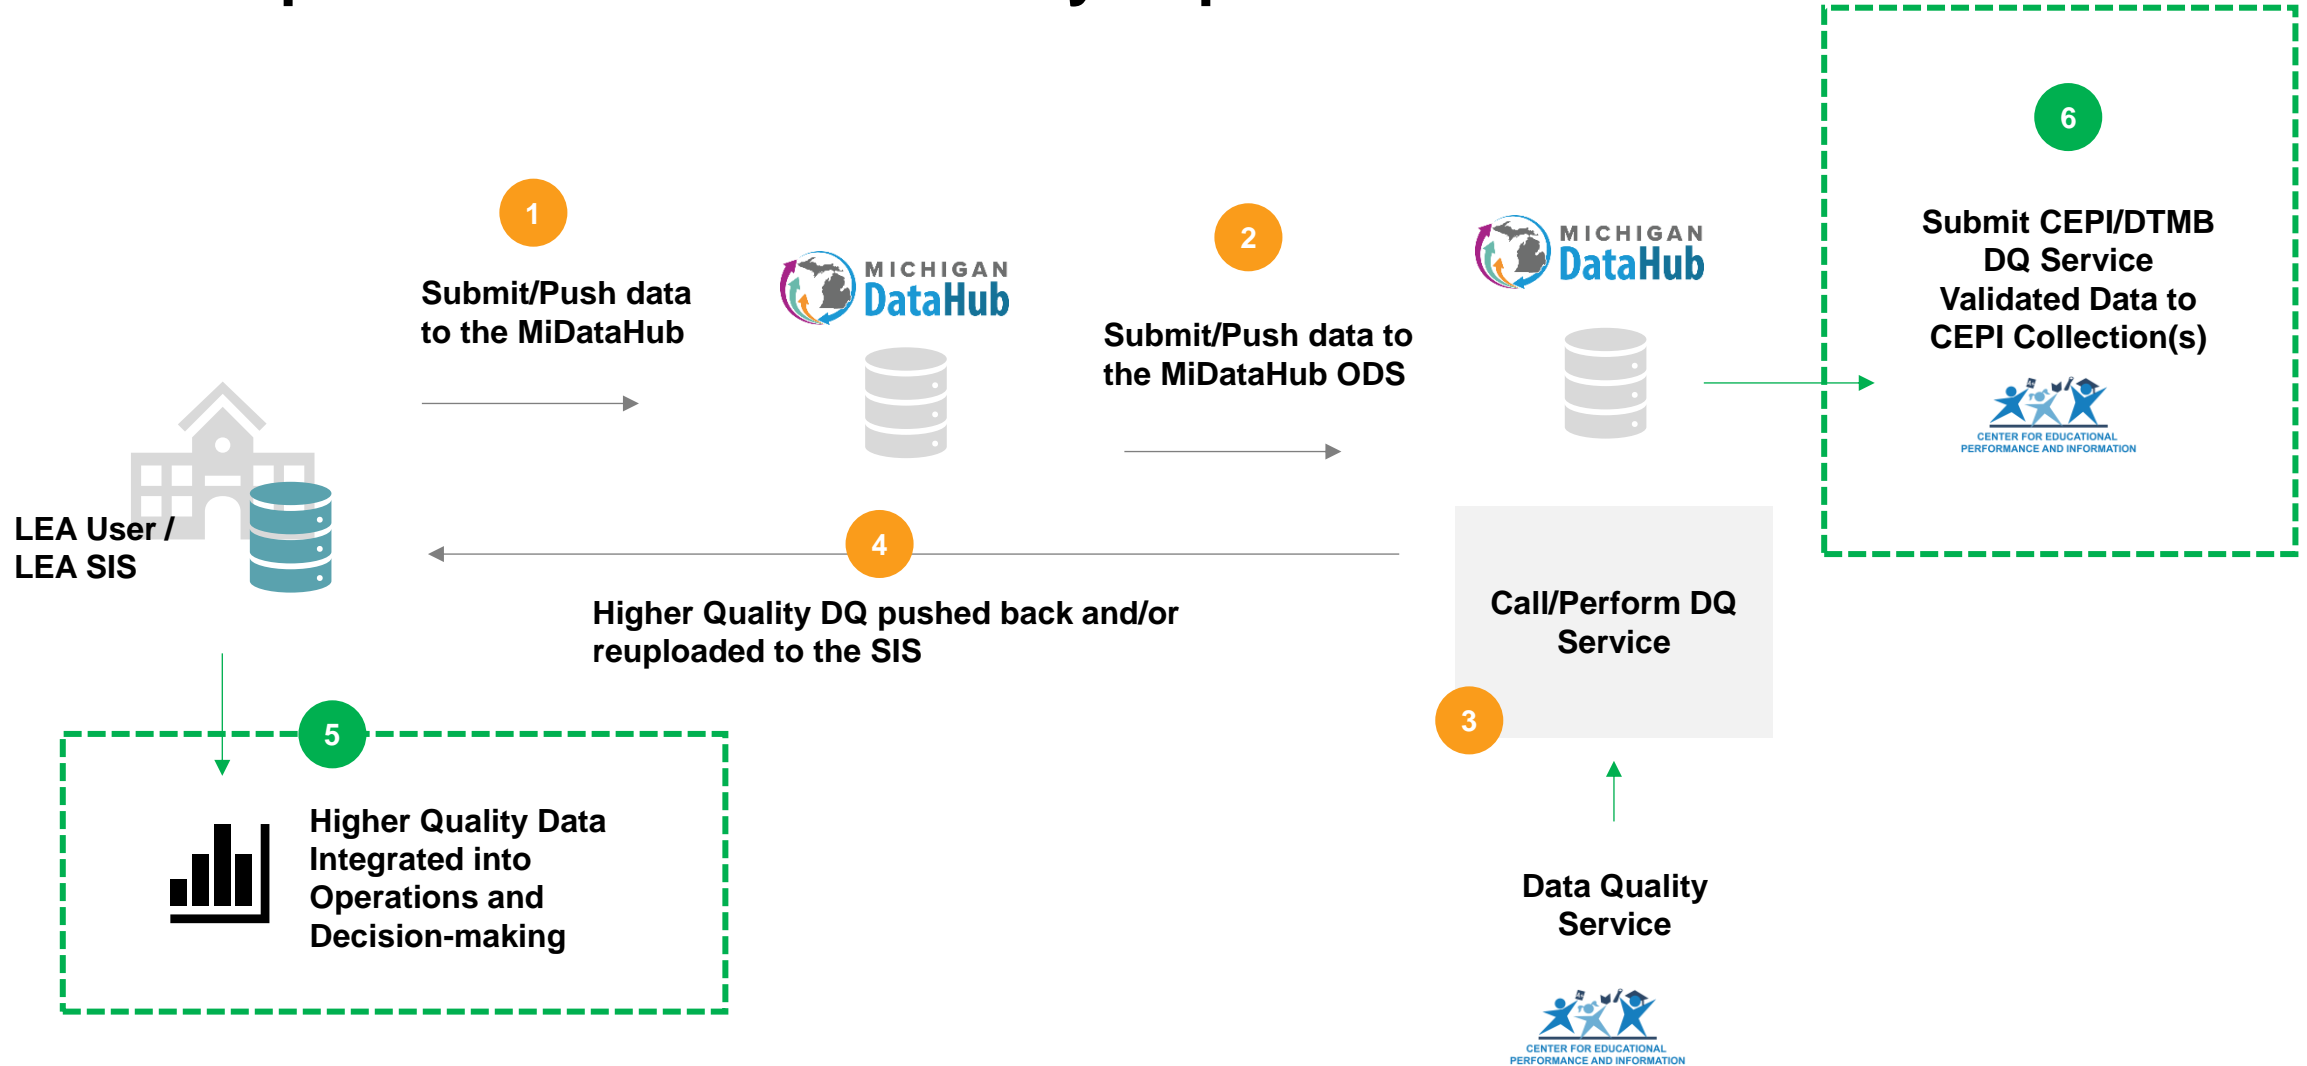 1
Submit/Push data
to the MiDataHub
MICHIGAN
DataHub
2
Submit/Push data to
the MiDataHub ODS
MICHIGAN
DataHub
6
Submit CEPI/DTMB
DQ Service
Validated Data to
CEPI Collection(s)
CENTER FOR EDUCATIONAL
PERFORMANCE AND INFORMATION
LEA User /
LEA SIS
4
Higher Quality DQ pushed back and/or
reuploaded to the SIS
Call/Perform DQ
Service
3
5
Higher Quality Data
Integrated into
Operations and
Decision-making
Data Quality
Service
CENTER FOR EDUCATIONAL
PERFORMANCE AND INFORMATION